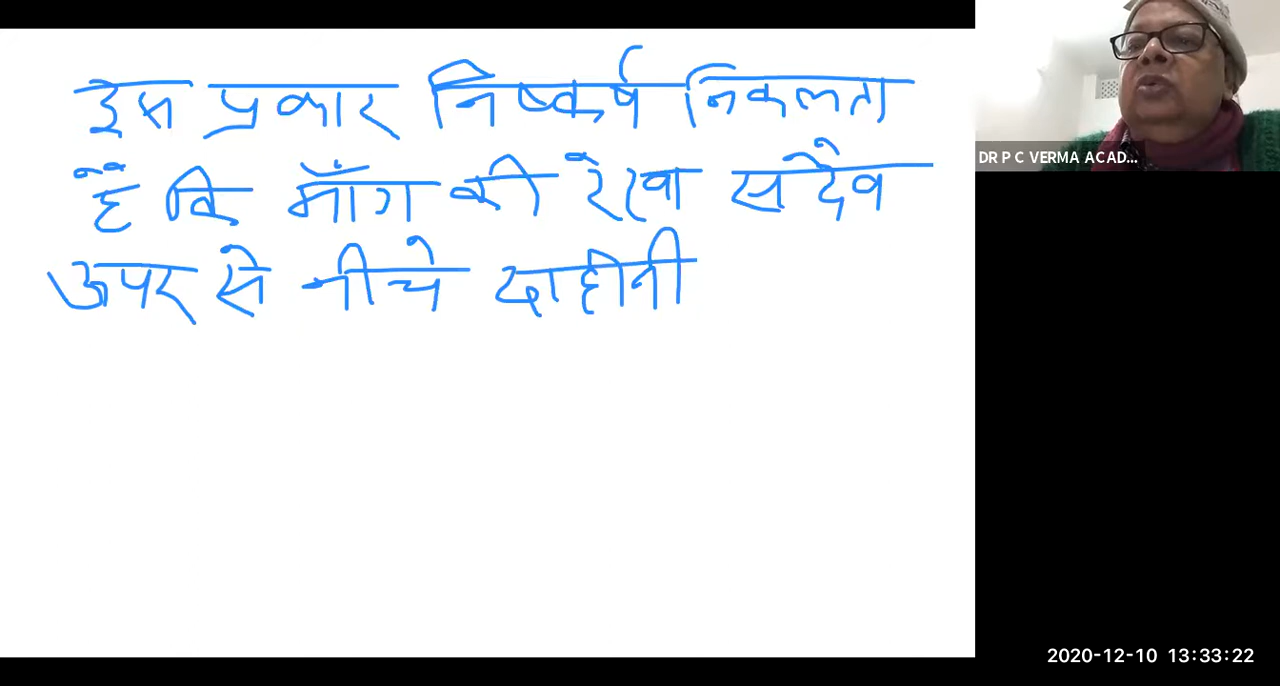 इस प्रकार निष्कर्ष निकलता
है कि माँग की रेखा सदैव
ऊपर से नीचे दाहीनी
DR P C VERMA ACAD...
2020-12-10 13:33:22